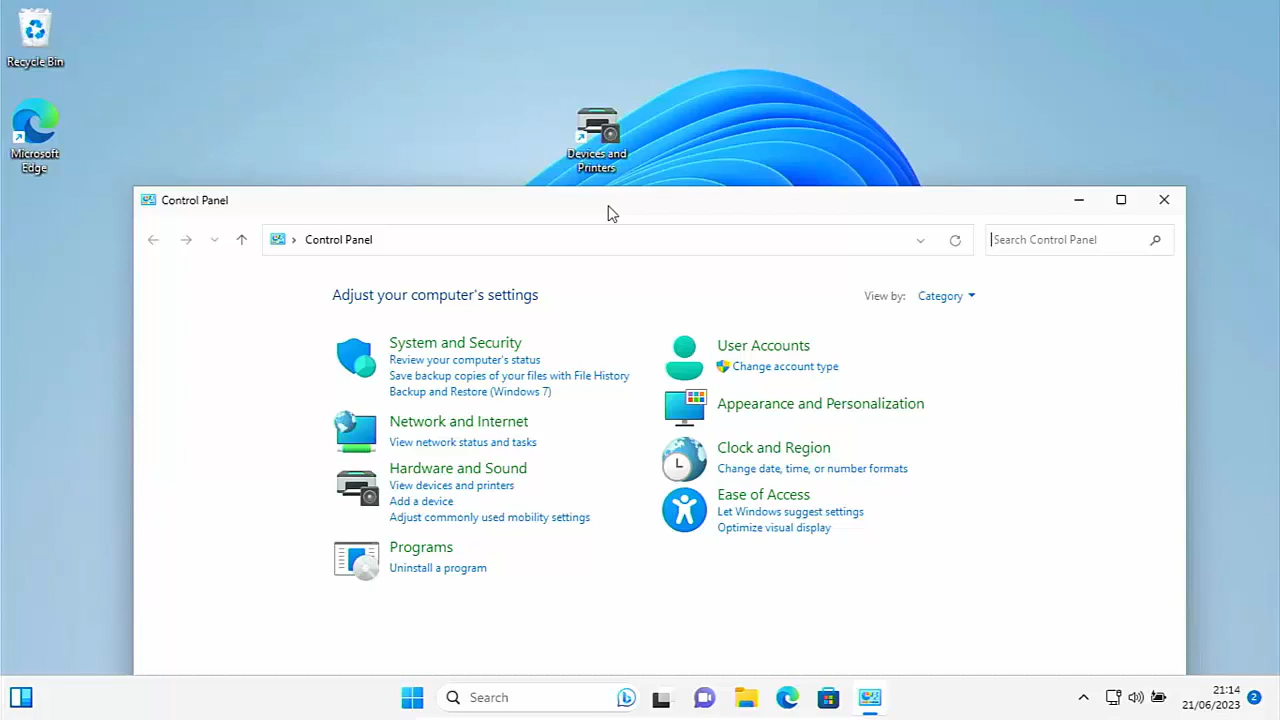 Recycle Bin
Microsoft
Edge
Devices and
Printers
Control Panel
Control Panel
Search Control Panel
Adjust your computer's settings
View by: Category
System and Security
Review your computer's status
Save backup copies of your files with File History
Backup and Restore (Windows 7)
Network and Internet
View network status and tasks
Hardware and Sound
View devices and printers
Add a device
Adjust commonly used mobility settings
Programs
Uninstall a program
User Accounts
Change account type
Appearance and Personalization
Clock and Region
Change date, time, or number formats
Ease of Access
Let Windows suggest settings
Optimize visual display
Search
21:14
21/06/2023
2